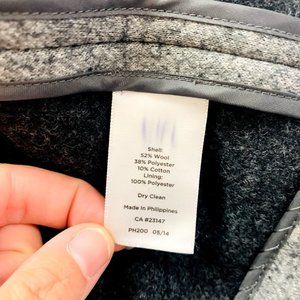 Shell:
52% Wool
38% Polyester
10% Cotton
Lining:
100% Polyester
Dry Clean
Made in Philippines
CA #23147
PH200 05/14